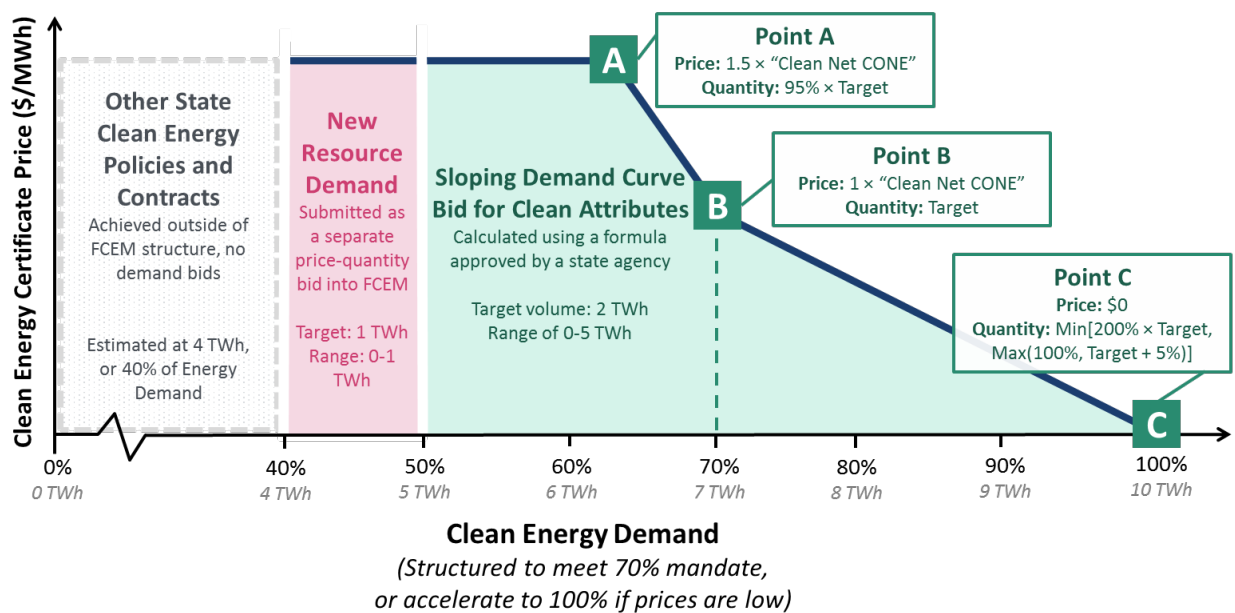 Clean Energy Certificate Price ($/MWh)
Other State
Clean Energy
Policies and
Contracts
Achieved outside of
FCEM structure, no
demand bids
Estimated at 4 TWh,
or 40% of Energy
Demand
New
Resource
Demand
Submitted as
a separate
price-quantity
bid into FCEM
Target: 1 TWh
Range: 0-1
TWh
Sloping Demand Curve
Bid for Clean Attributes
Calculated using a formula
approved by a state agency
Target volume: 2 TWh
Range of 0-5 TWh
A
Point A
Price: 1.5 × “Clean Net CONE”
Quantity: 95% × Target
B
Point B
Price: 1 × “Clean Net CONE”
Quantity: Target
Point C
Price: $0
Quantity: Min[200% × Target,
Max(100%, Target + 5%)]
C
0% 40% 50% 60% 70% 80% 90% 100%
0 TWh 4 TWh 5 TWh 6 TWh 7 TWh 8 TWh 9 TWh 10 TWh
Clean Energy Demand
(Structured to meet 70% mandate,
or accelerate to 100% if prices are low)